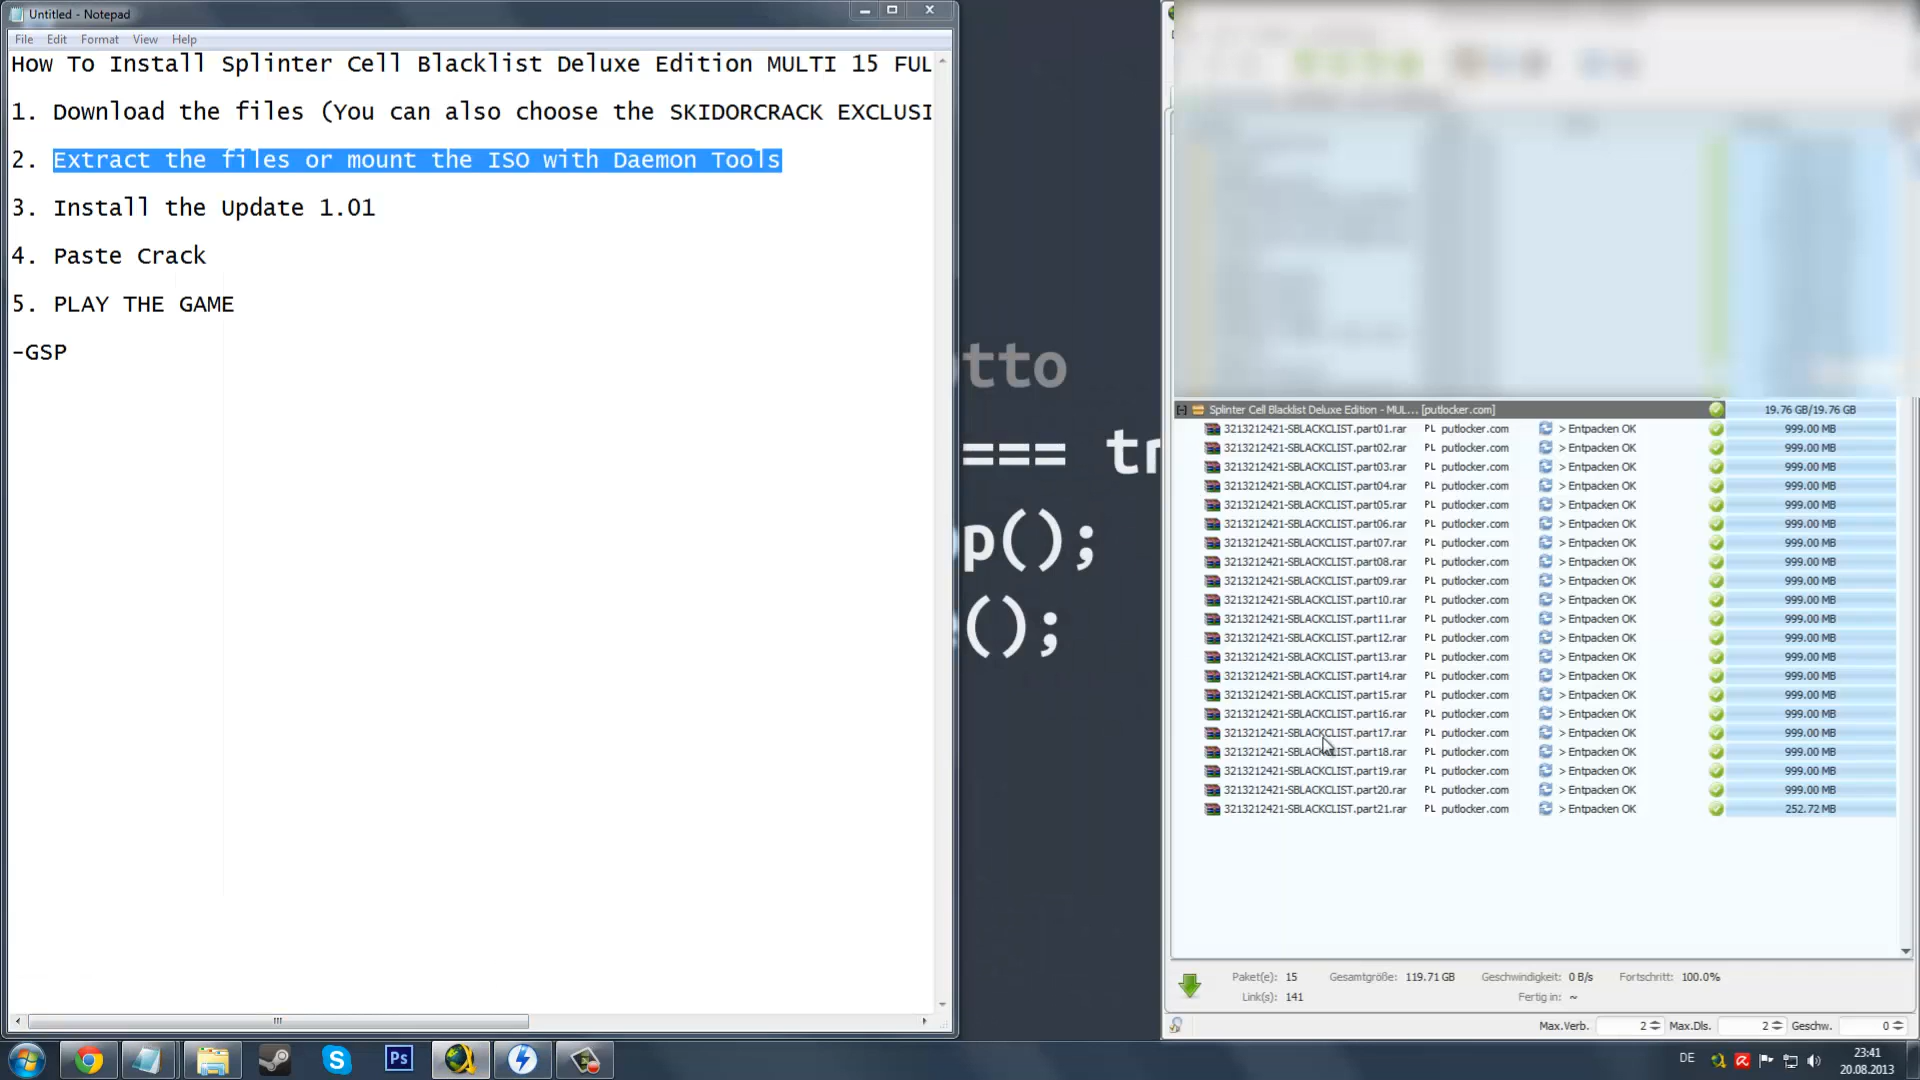 Untitled - Notepad
File Edit Format View Help
How To Install Splinter Cell Blacklist Deluxe Edition MULTI 15 FUL
1. Download the files (You can also choose the SKIDORCRACK EXCLUSI
2. Extract the files or mount the ISO with Daemon Tools
3. Install the Update 1.01
4. Paste Crack
5. PLAY THE GAME
-GSP
tto
=== tr
p();
();
Splinter Cell Blacklist Deluxe Edition - MUL... [putlocker.com] 19.76 GB/19.76 GB
3213212421-SBLACKCLIST.part01.rar PL putlocker.com > Entpacken OK 999.00 MB
3213212421-SBLACKCLIST.part02.rar PL putlocker.com > Entpacken OK 999.00 MB
3213212421-SBLACKCLIST.part03.rar PL putlocker.com > Entpacken OK 999.00 MB
3213212421-SBLACKCLIST.part04.rar PL putlocker.com > Entpacken OK 999.00 MB
3213212421-SBLACKCLIST.part05.rar PL putlocker.com > Entpacken OK 999.00 MB
3213212421-SBLACKCLIST.part06.rar PL putlocker.com > Entpacken OK 999.00 MB
3213212421-SBLACKCLIST.part07.rar PL putlocker.com > Entpacken OK 999.00 MB
3213212421-SBLACKCLIST.part08.rar PL putlocker.com > Entpacken OK 999.00 MB
3213212421-SBLACKCLIST.part09.rar PL putlocker.com > Entpacken OK 999.00 MB
3213212421-SBLACKCLIST.part10.rar PL putlocker.com > Entpacken OK 999.00 MB
3213212421-SBLACKCLIST.part11.rar PL putlocker.com > Entpacken OK 999.00 MB
3213212421-SBLACKCLIST.part12.rar PL putlocker.com > Entpacken OK 999.00 MB
3213212421-SBLACKCLIST.part13.rar PL putlocker.com > Entpacken OK 999.00 MB
3213212421-SBLACKCLIST.part14.rar PL putlocker.com > Entpacken OK 999.00 MB
3213212421-SBLACKCLIST.part15.rar PL putlocker.com > Entpacken OK 999.00 MB
3213212421-SBLACKCLIST.part16.rar PL putlocker.com > Entpacken OK 999.00 MB
3213212421-SBLACKCLIST.part17.rar PL putlocker.com > Entpacken OK 999.00 MB
3213212421-SBLACKCLIST.part18.rar PL putlocker.com > Entpacken OK 999.00 MB
3213212421-SBLACKCLIST.part19.rar PL putlocker.com > Entpacken OK 999.00 MB
3213212421-SBLACKCLIST.part20.rar PL putlocker.com > Entpacken OK 999.00 MB
3213212421-SBLACKCLIST.part21.rar PL putlocker.com > Entpacken OK 252.72 MB
Paket(e): 15 Gesamtgröße: 119.71 GB Geschwindigkeit: 0 B/s Fortschritt: 100.0%
Link(s): 141 Fertig in: ~
Max.Verb. 2 Max.Dls. 2 Geschw. 0
Ps
DE
23:41
20.08.2013